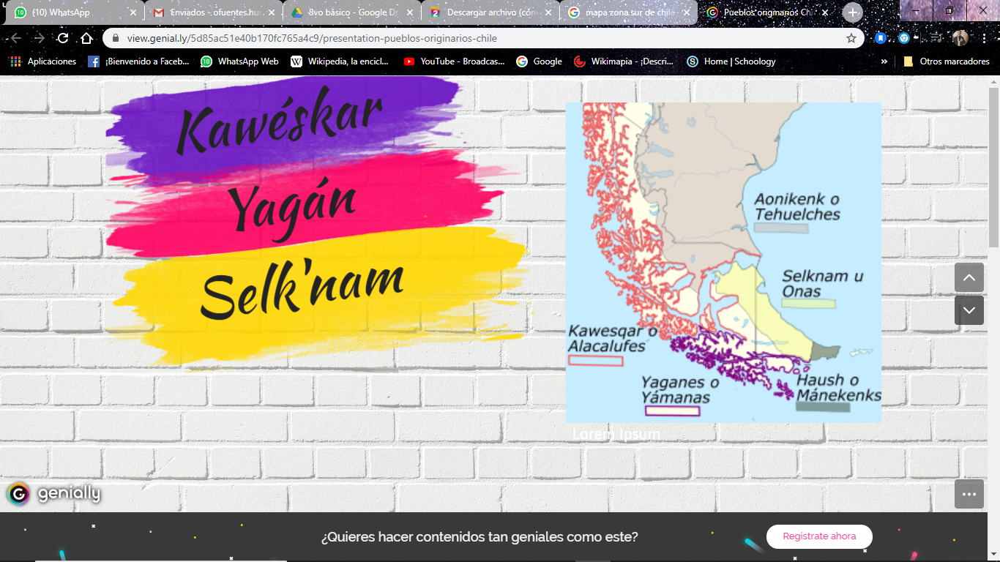 (10) WhatsApp
Enviados - ofuentes.hu
8vo básico - Google D
Descargar archivo (có
mapa zona sur de chile -
Pueblos originarios Ch
view.genial.ly/5d85ac51e40b170fc765a4c9/presentation-pueblos-originarios-chile
Aplicaciones
¡Bienvenido a Faceb...
WhatsApp Web
Wikipedia, la encicl...
YouTube - Broadcas...
Google
Wikimapia - ¡Descri...
Home | Schoology
»
Otros marcadores
Kawéskar
Yagán
Selk'nam
Aonikenk o
Tehuelches
Selknam u
Onas
Kawesqar o
Alacalufes
Yaganes o
Yámanas
Haush o
Mánekenks
Lorem Ipsum
genially
¿Quieres hacer contenidos tan geniales como este?
Regístrate ahora